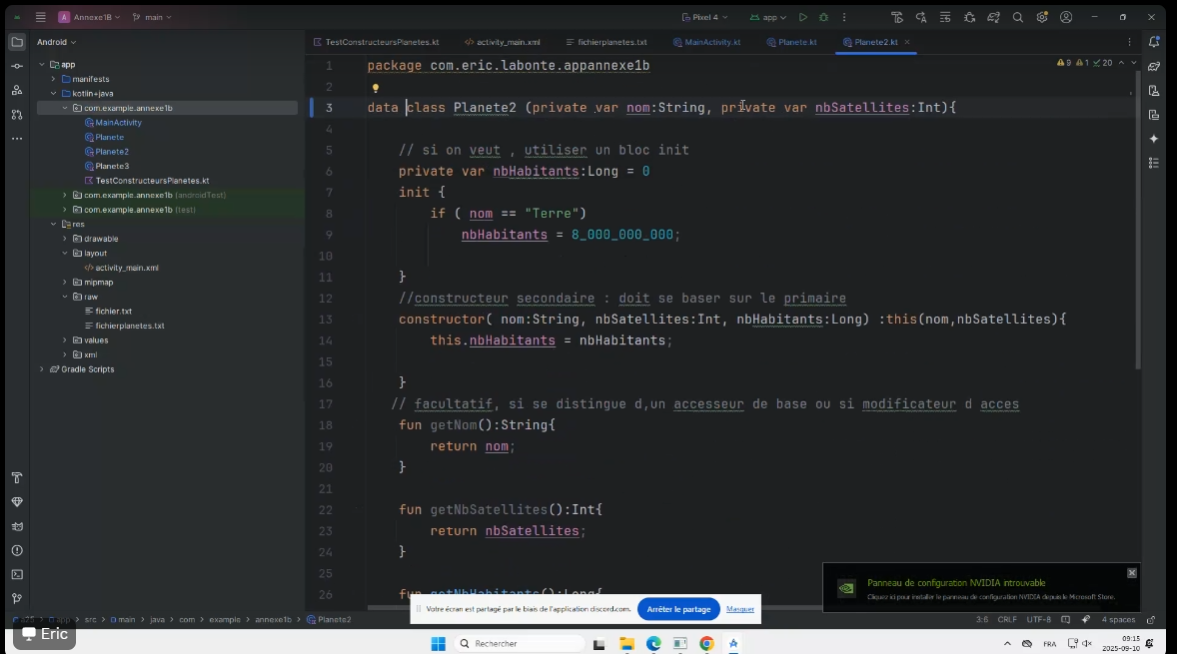 Annexe1B main Pixel 4 app
Android
TestConstructeursPlanetes.kt activity_main.xml fichierplanetes.txt MainActivity.kt Planete.kt Planete2.kt
app
manifests
kotlin+java
com.example.annexe1b
MainActivity
Planete
Planete2
Planete3
TestConstructeursPlanetes.kt
com.example.annexe1b (androidTest)
com.example.annexe1b (test)
res
drawable
layout
activity_main.xml
mipmap
raw
fichier.txt
fichierplanetes.txt
values
xml
Gradle Scripts
9 1 20
1 package com.eric.labonte.appannexe1b
2
3 data class Planete2 (private var nom:String, private var nbSatellites:Int){
4
5 // si on veut , utiliser un bloc init
6 private var nbHabitants:Long = 0
7 init {
8 if ( nom == "Terre")
9 nbHabitants = 8_000_000_000;
10
11 }
12 //constructeur secondaire : doit se baser sur le primaire
13 constructor( nom:String, nbSatellites:Int, nbHabitants:Long) :this(nom,nbSatellites){
14 this.nbHabitants = nbHabitants;
15
16 }
17 // facultatif, si se distingue d,un accesseur de base ou si modificateur d acces
18 fun getNom():String{
19 return nom;
20 }
21
22 fun getNbSatellites():Int{
23 return nbSatellites;
24 }
25
26 fun getNbHabitants():Long{
Panneau de configuration NVIDIA introuvable
Cliquez ici pour installer le panneau de configuration NVIDIA depuis le Microsoft Store.
Votre écran est partagé par le biais de l'application discord.com. Arrêter le partage Masquer
app src main java com example annexe1b Planete2
3:6 CRLF UTF-8 4 spaces
Eric
Rechercher
FRA
09:15
2025-09-10